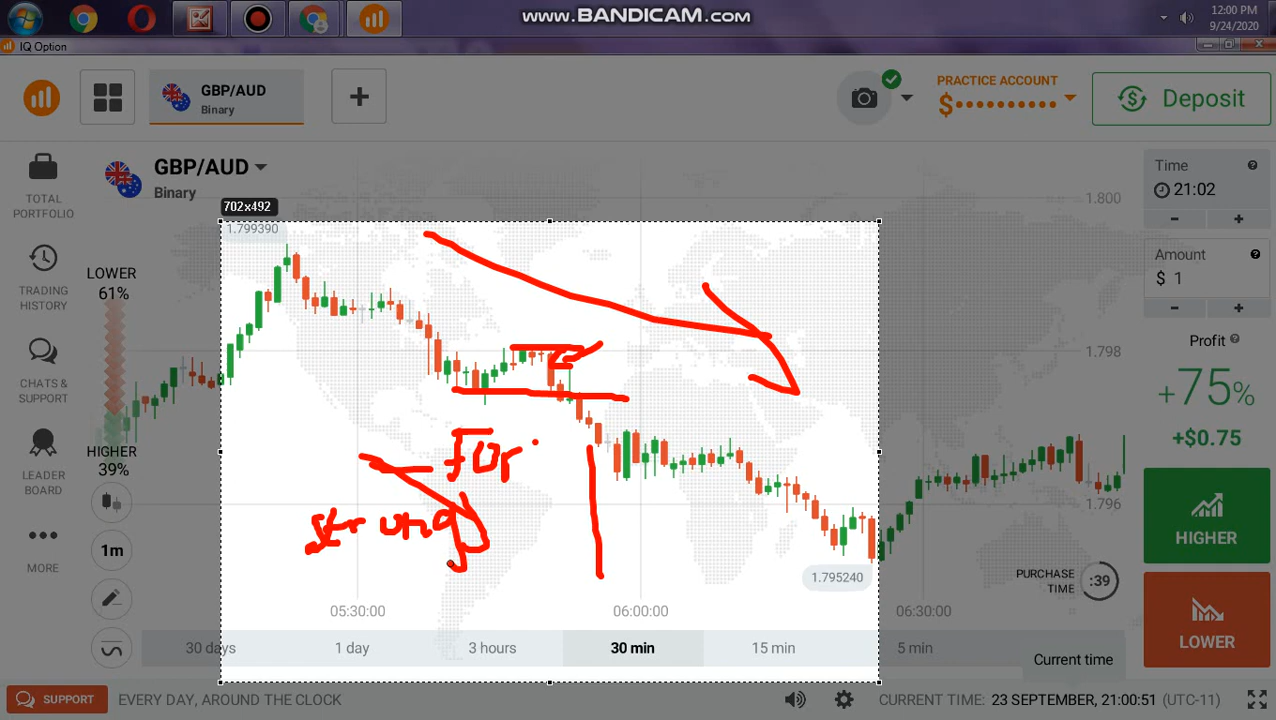 www.BANDICAM.com
12:00 PM
9/24/2020
IQ Option
GBP/AUD
Binary
+
PRACTICE ACCOUNT
$••••••••••
Deposit
TOTAL
PORTFOLIO
TRADING
HISTORY
CHATS &
SUPPORT
LEADER
BOARD
MORE
GBP/AUD
Binary
LOWER
61%
HIGHER
39%
1m
702x492
1.799390
1.800
1.798
1.796
1.795240
for
05:30:00
06:00:00
06:30:00
PURCHASE
TIME
:39
30 days
1 day
3 hours
30 min
15 min
5 min
Current time
Time
21:02
- +
Amount
$ 1
- +
Profit
+75%
+$0.75
HIGHER
LOWER
SUPPORT
EVERY DAY, AROUND THE CLOCK
CURRENT TIME: 23 SEPTEMBER, 21:00:51 (UTC-11)